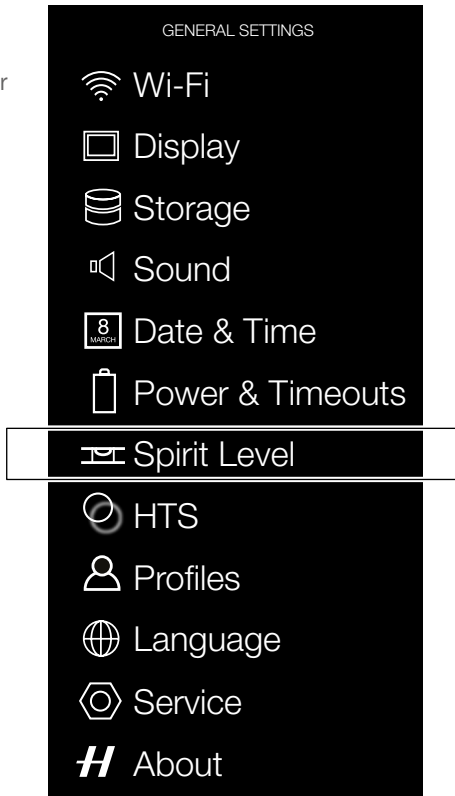 GENERAL SETTINGS
r
Wi-Fi
Display
Storage
Sound
8
MARCH
Date & Time
Power & Timeouts
Spirit Level
HTS
Profiles
Language
Service
H About